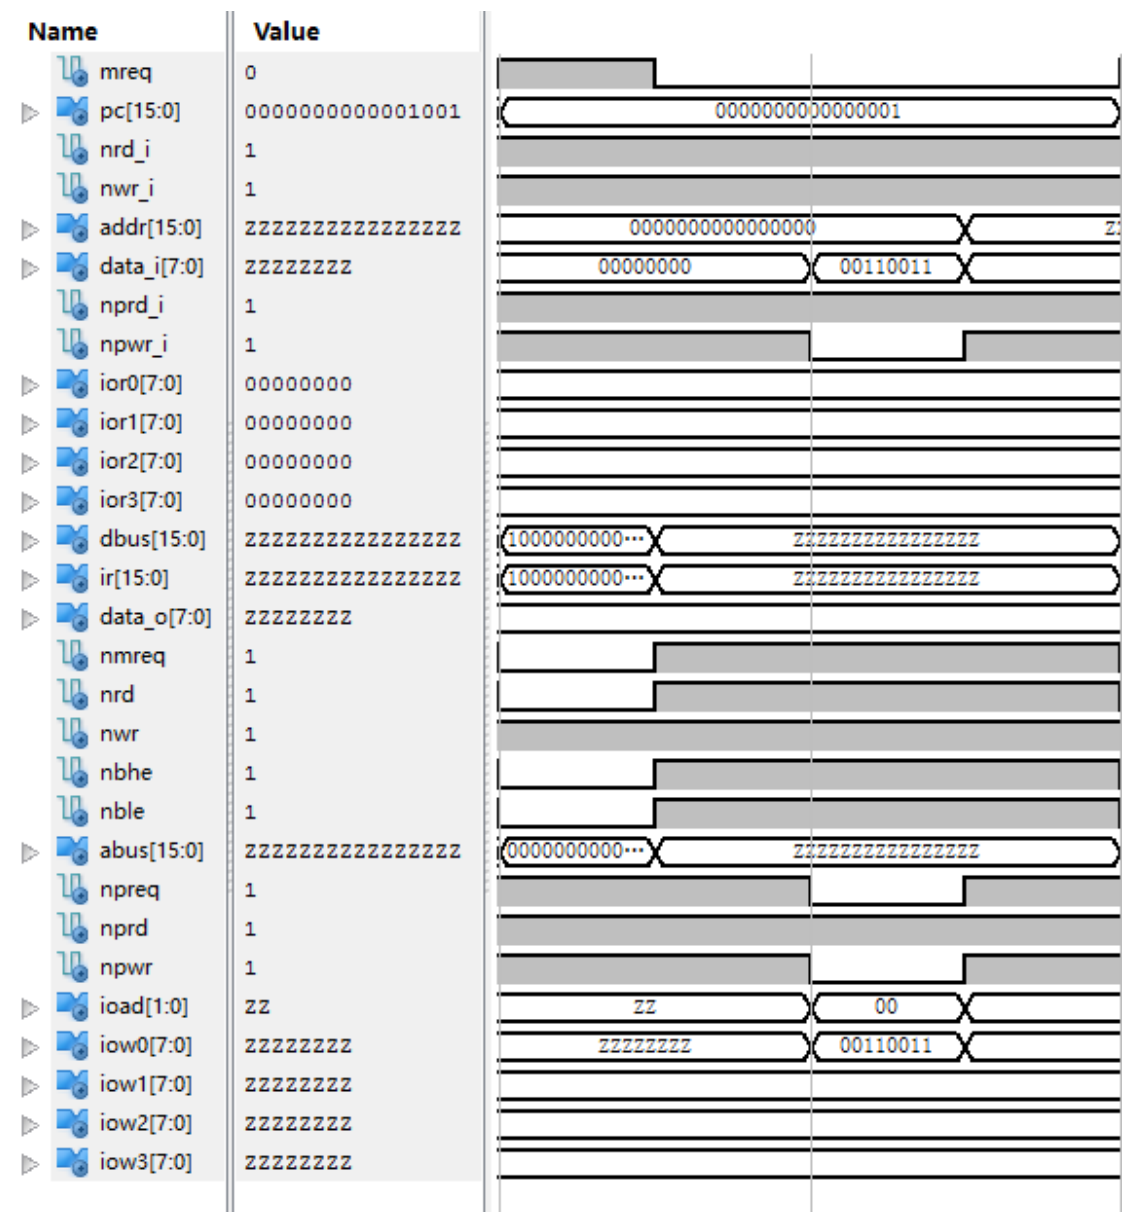 Name Value
mreq 0
pc[15:0] 0000000000001001 0000000000000001
nrd_i 1
nwr_i 1
addr[15:0] ZZZZZZZZZZZZZZZZ 0000000000000000 ZZ
data_i[7:0] ZZZZZZZZ 00000000 00110011
nprd_i 1
npwr_i 1
ior0[7:0] 00000000
ior1[7:0] 00000000
ior2[7:0] 00000000
ior3[7:0] 00000000
dbus[15:0] ZZZZZZZZZZZZZZZZ 1000000000··· ZZZZZZZZZZZZZZZZ
ir[15:0] ZZZZZZZZZZZZZZZZ 1000000000··· ZZZZZZZZZZZZZZZZ
data_o[7:0] ZZZZZZZZ
nmreq 1
nrd 1
nwr 1
nbhe 1
nble 1
abus[15:0] ZZZZZZZZZZZZZZZZ 0000000000··· ZZZZZZZZZZZZZZZZ
npreq 1
nprd 1
npwr 1
ioad[1:0] ZZ ZZ 00
iow0[7:0] ZZZZZZZZ ZZZZZZZZ 00110011
iow1[7:0] ZZZZZZZZ
iow2[7:0] ZZZZZZZZ
iow3[7:0] ZZZZZZZZ